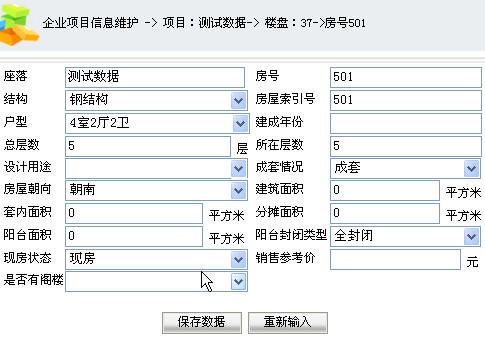 企业项目信息维护 -> 项目：测试数据-> 楼盘：37->房号501
座落 测试数据 房号 501
结构 钢结构 房屋索引号 501
户型 4室2厅2卫 建成年份
总层数 5 层 所在层数 5
设计用途 成套情况 成套
房屋朝向 朝南 建筑面积 0 平方米
套内面积 0 平方米 分摊面积 0 平方米
阳台面积 0 平方米 阳台封闭类型 全封闭
现房状态 现房 销售参考价 元
是否有阁楼
保存数据 重新输入